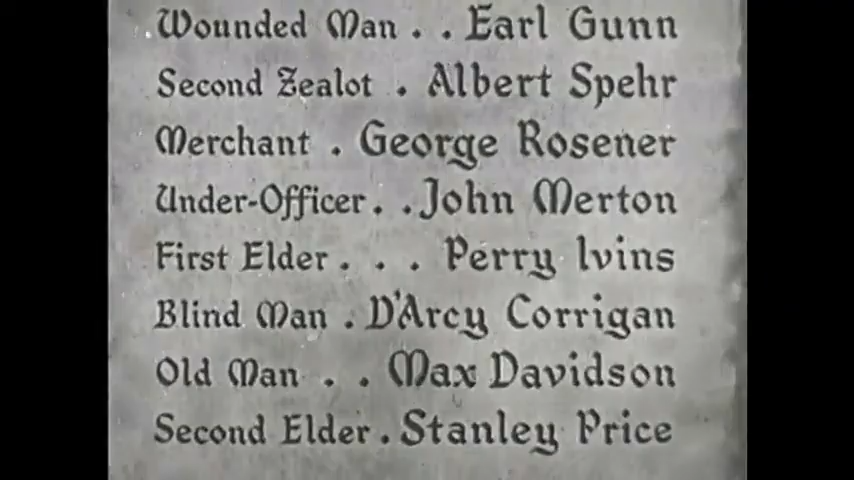 Wounded Man . . Earl Gunn
Second Zealot . Albert Spehr
Merchant . George Rosener
Under-Officer. . John Merton
First Elder . . . Perry Ivins
Blind Man . D'Arcy Corrigan
Old Man . . Max Davidson
Second Elder . Stanley Price